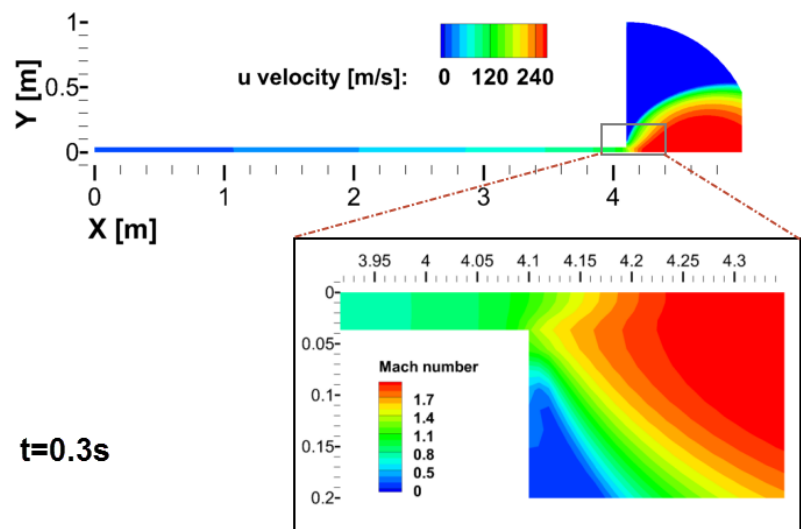 1
u velocity [m/s]: 0 120 240
Y [m]
0.5
0
0 1 2 3 4
X [m]
3.95 4 4.05 4.1 4.15 4.2 4.25 4.3
0
0.05
0.1
0.15
0.2
Mach number
1.7
1.4
1.1
0.8
0.5
0
t=0.3s